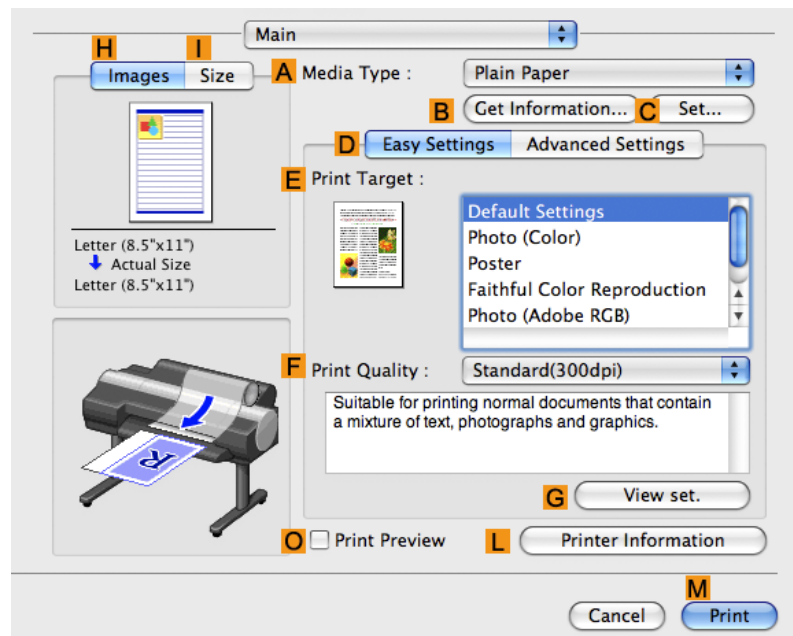 Main
H I
Images Size
A Media Type : Plain Paper
B Get Information... C Set...
D Easy Settings Advanced Settings
E Print Target :
Default Settings
Photo (Color)
Poster
Faithful Color Reproduction
Photo (Adobe RGB)
Letter (8.5"x11")
Actual Size
Letter (8.5"x11")
F Print Quality : Standard(300dpi)
Suitable for printing normal documents that contain
a mixture of text, photographs and graphics.
R
G View set.
O Print Preview L Printer Information
M
Cancel Print